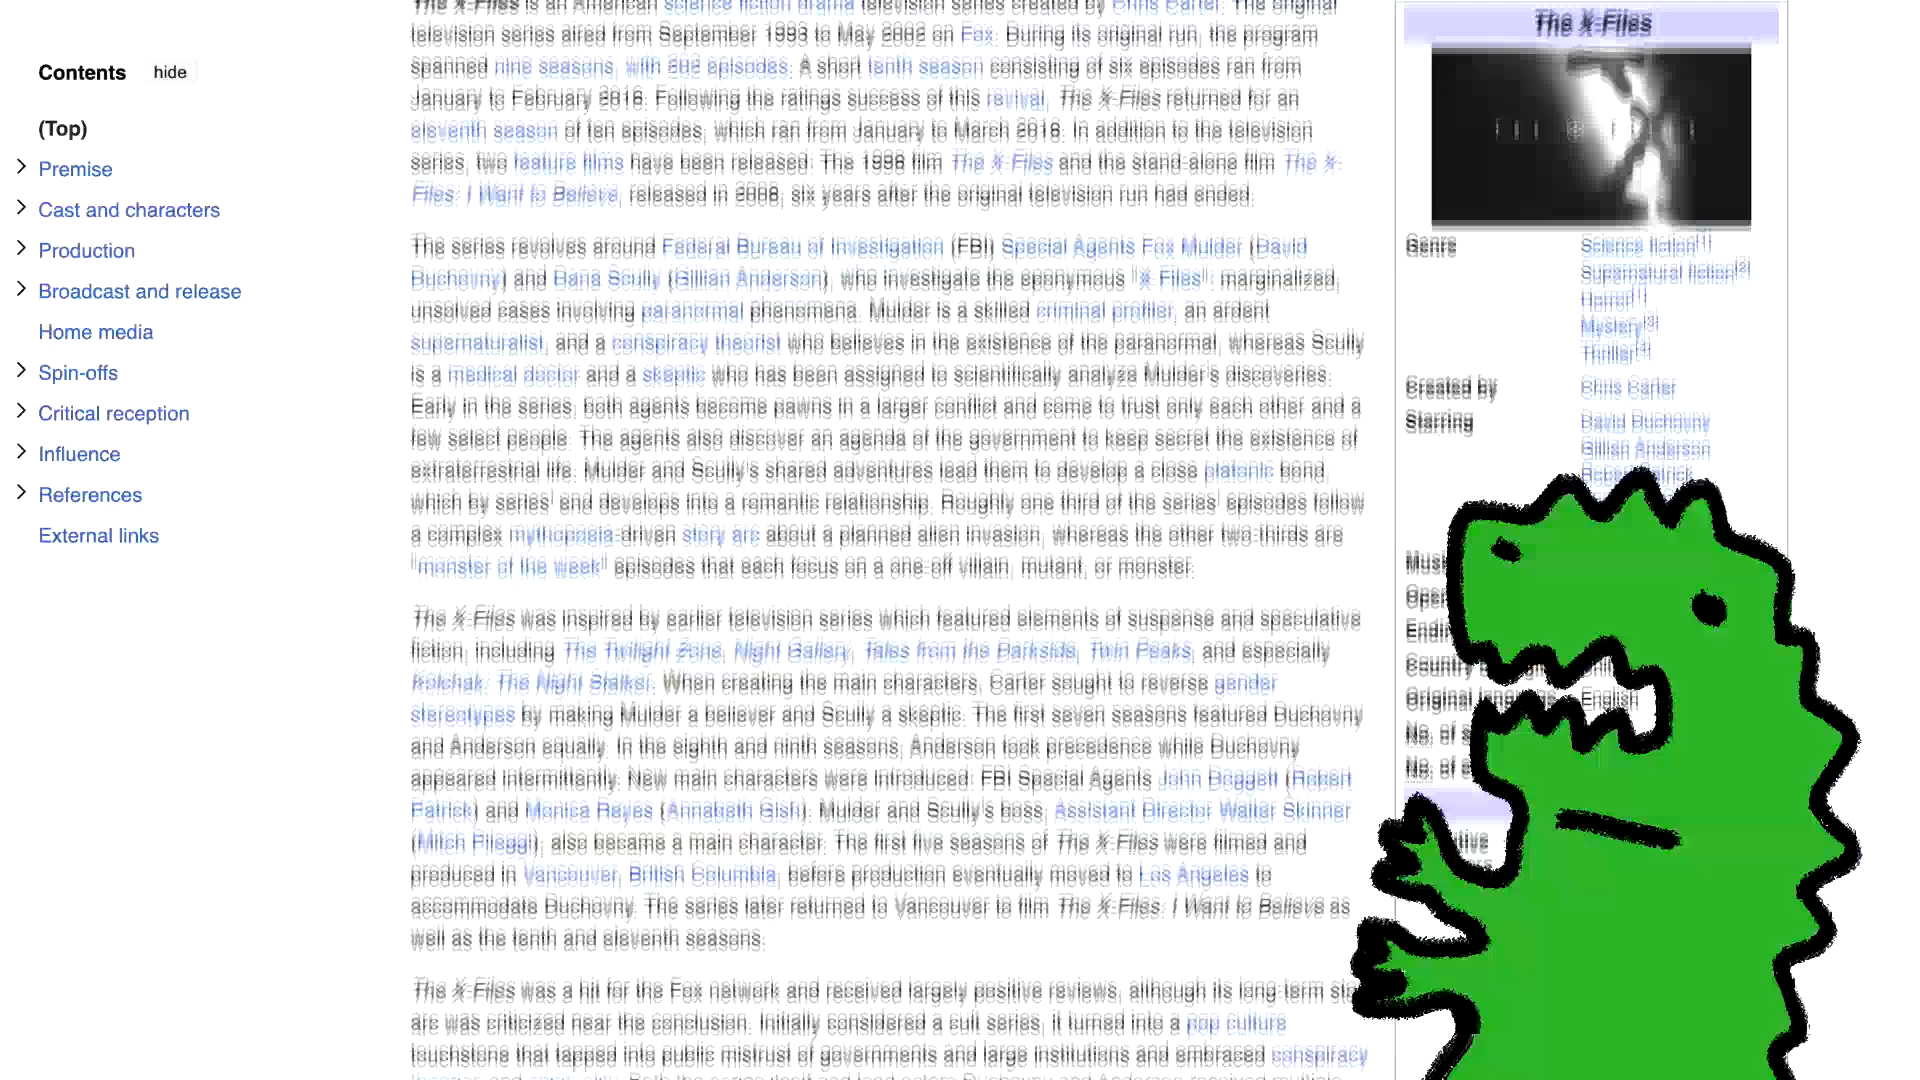 Contents hide
(Top)
Premise
Cast and characters
Production
Broadcast and release
Home media
Spin-offs
Critical reception
Influence
References
External links
The X-Files is an American science fiction drama television series created by Chris Carter. The original
television series aired from September 1993 to May 2002 on Fox. During its original run, the program
spanned nine seasons, with 202 episodes. A short tenth season consisting of six episodes ran from
January to February 2016. Following the ratings success of this revival, The X-Files returned for an
eleventh season of ten episodes, which ran from January to March 2018. In addition to the television
series, two feature films have been released: The 1998 film The X-Files and the stand-alone film The X-
Files: I Want to Believe, released in 2008, six years after the original television run had ended.
The series revolves around Federal Bureau of Investigation (FBI) Special Agents Fox Mulder (David
Duchovny) and Dana Scully (Gillian Anderson), who investigate the eponymous "X-Files": marginalized,
unsolved cases involving paranormal phenomena. Mulder is a skilled criminal profiler, an ardent
supernaturalist, and a conspiracy theorist who believes in the existence of the paranormal, whereas Scully
is a medical doctor and a skeptic who has been assigned to scientifically analyze Mulder's discoveries.
Early in the series, both agents become pawns in a larger conflict and come to trust only each other and a
few select people. The agents also discover an agenda of the government to keep secret the existence of
extraterrestrial life. Mulder and Scully's shared adventures lead them to develop a close platonic bond,
which by series' end develops into a romantic relationship. Roughly one third of the series' episodes follow
a complex mythopoeia-driven story arc about a planned alien invasion, whereas the other two-thirds are
"monster of the week" episodes that each focus on a one-off villain, mutant, or monster.
The X-Files was inspired by earlier television series which featured elements of suspense and speculative
fiction, including The Twilight Zone, Night Gallery, Tales from the Darkside, Twin Peaks, and especially
Kolchak: The Night Stalker. When creating the main characters, Carter sought to reverse gender
stereotypes by making Mulder a believer and Scully a skeptic. The first seven seasons featured Duchovny
and Anderson equally. In the eighth and ninth seasons, Anderson took precedence while Duchovny
appeared intermittently. New main characters were introduced: FBI Special Agents John Doggett (Robert
Patrick) and Monica Reyes (Annabeth Gish). Mulder and Scully's boss, Assistant Director Walter Skinner
(Mitch Pileggi), also became a main character. The first five seasons of The X-Files were filmed and
produced in Vancouver, British Columbia, before production eventually moved to Los Angeles to
accommodate Duchovny. The series later returned to Vancouver to film The X-Files: I Want to Believe as
well as the tenth and eleventh seasons.
The X-Files was a hit for the Fox network and received largely positive reviews, although its long-term
arc was criticized near the conclusion. Initially considered a cult series, it turned into a pop culture
touchstone that tapped into public mistrust of governments and large institutions and embraced conspiracy
The X-Files
Genre Science fiction[1]
Supernatural fiction[2]
Horror[1]
Mystery[3]
Thriller[4]
Created by Chris Carter
Starring David Duchovny
Gillian Anderson
Robert Patrick
Country
Original language English
No. of
No. of